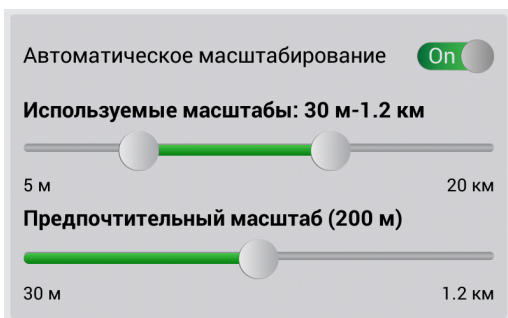 Автоматическое масштабирование On
Используемые масштабы: 30 м-1.2 км
5 м 20 км
Предпочтительный масштаб (200 м)
30 м 1.2 км